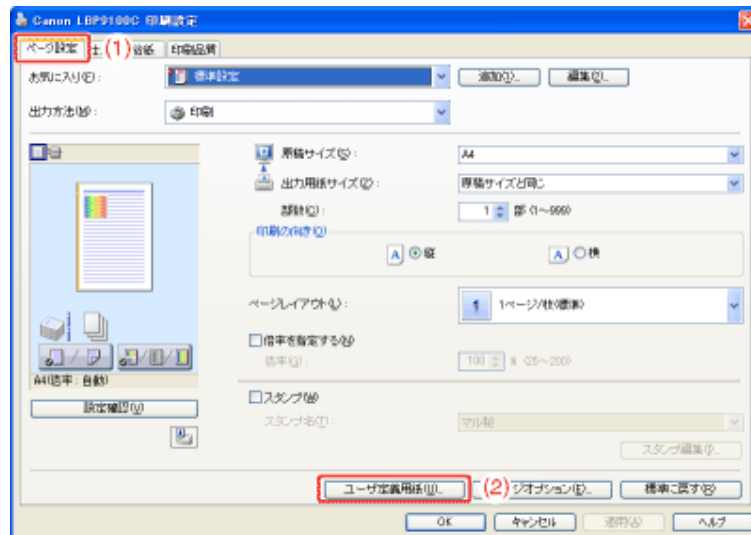 Canon LBP9100C 印刷設定
ページ設定 (1) 給紙 印刷品質
お気に入り(F): 標準設定 追加(1)... 編集(2)...
出力方法(M): 印刷
原稿サイズ(S): A4
出力用紙サイズ(Z): 原稿サイズと同じ
部数(C): 1 部 (1～999)
印刷の向き(O)
A 縦 A 横
ページレイアウト(L): 1 1ページ/枚(標準)
倍率を指定する(N)
倍率(G): 100 % (25～200)
A4(倍率: 自動)
設定確認(V)
スタンプ(W)
スタンプ名(T): マル秘
スタンプ編集(I)...
ユーザ定義用紙(U)... (2) ジオプション(E)... 標準に戻す(R)
OK キャンセル 適用(A) ヘルプ